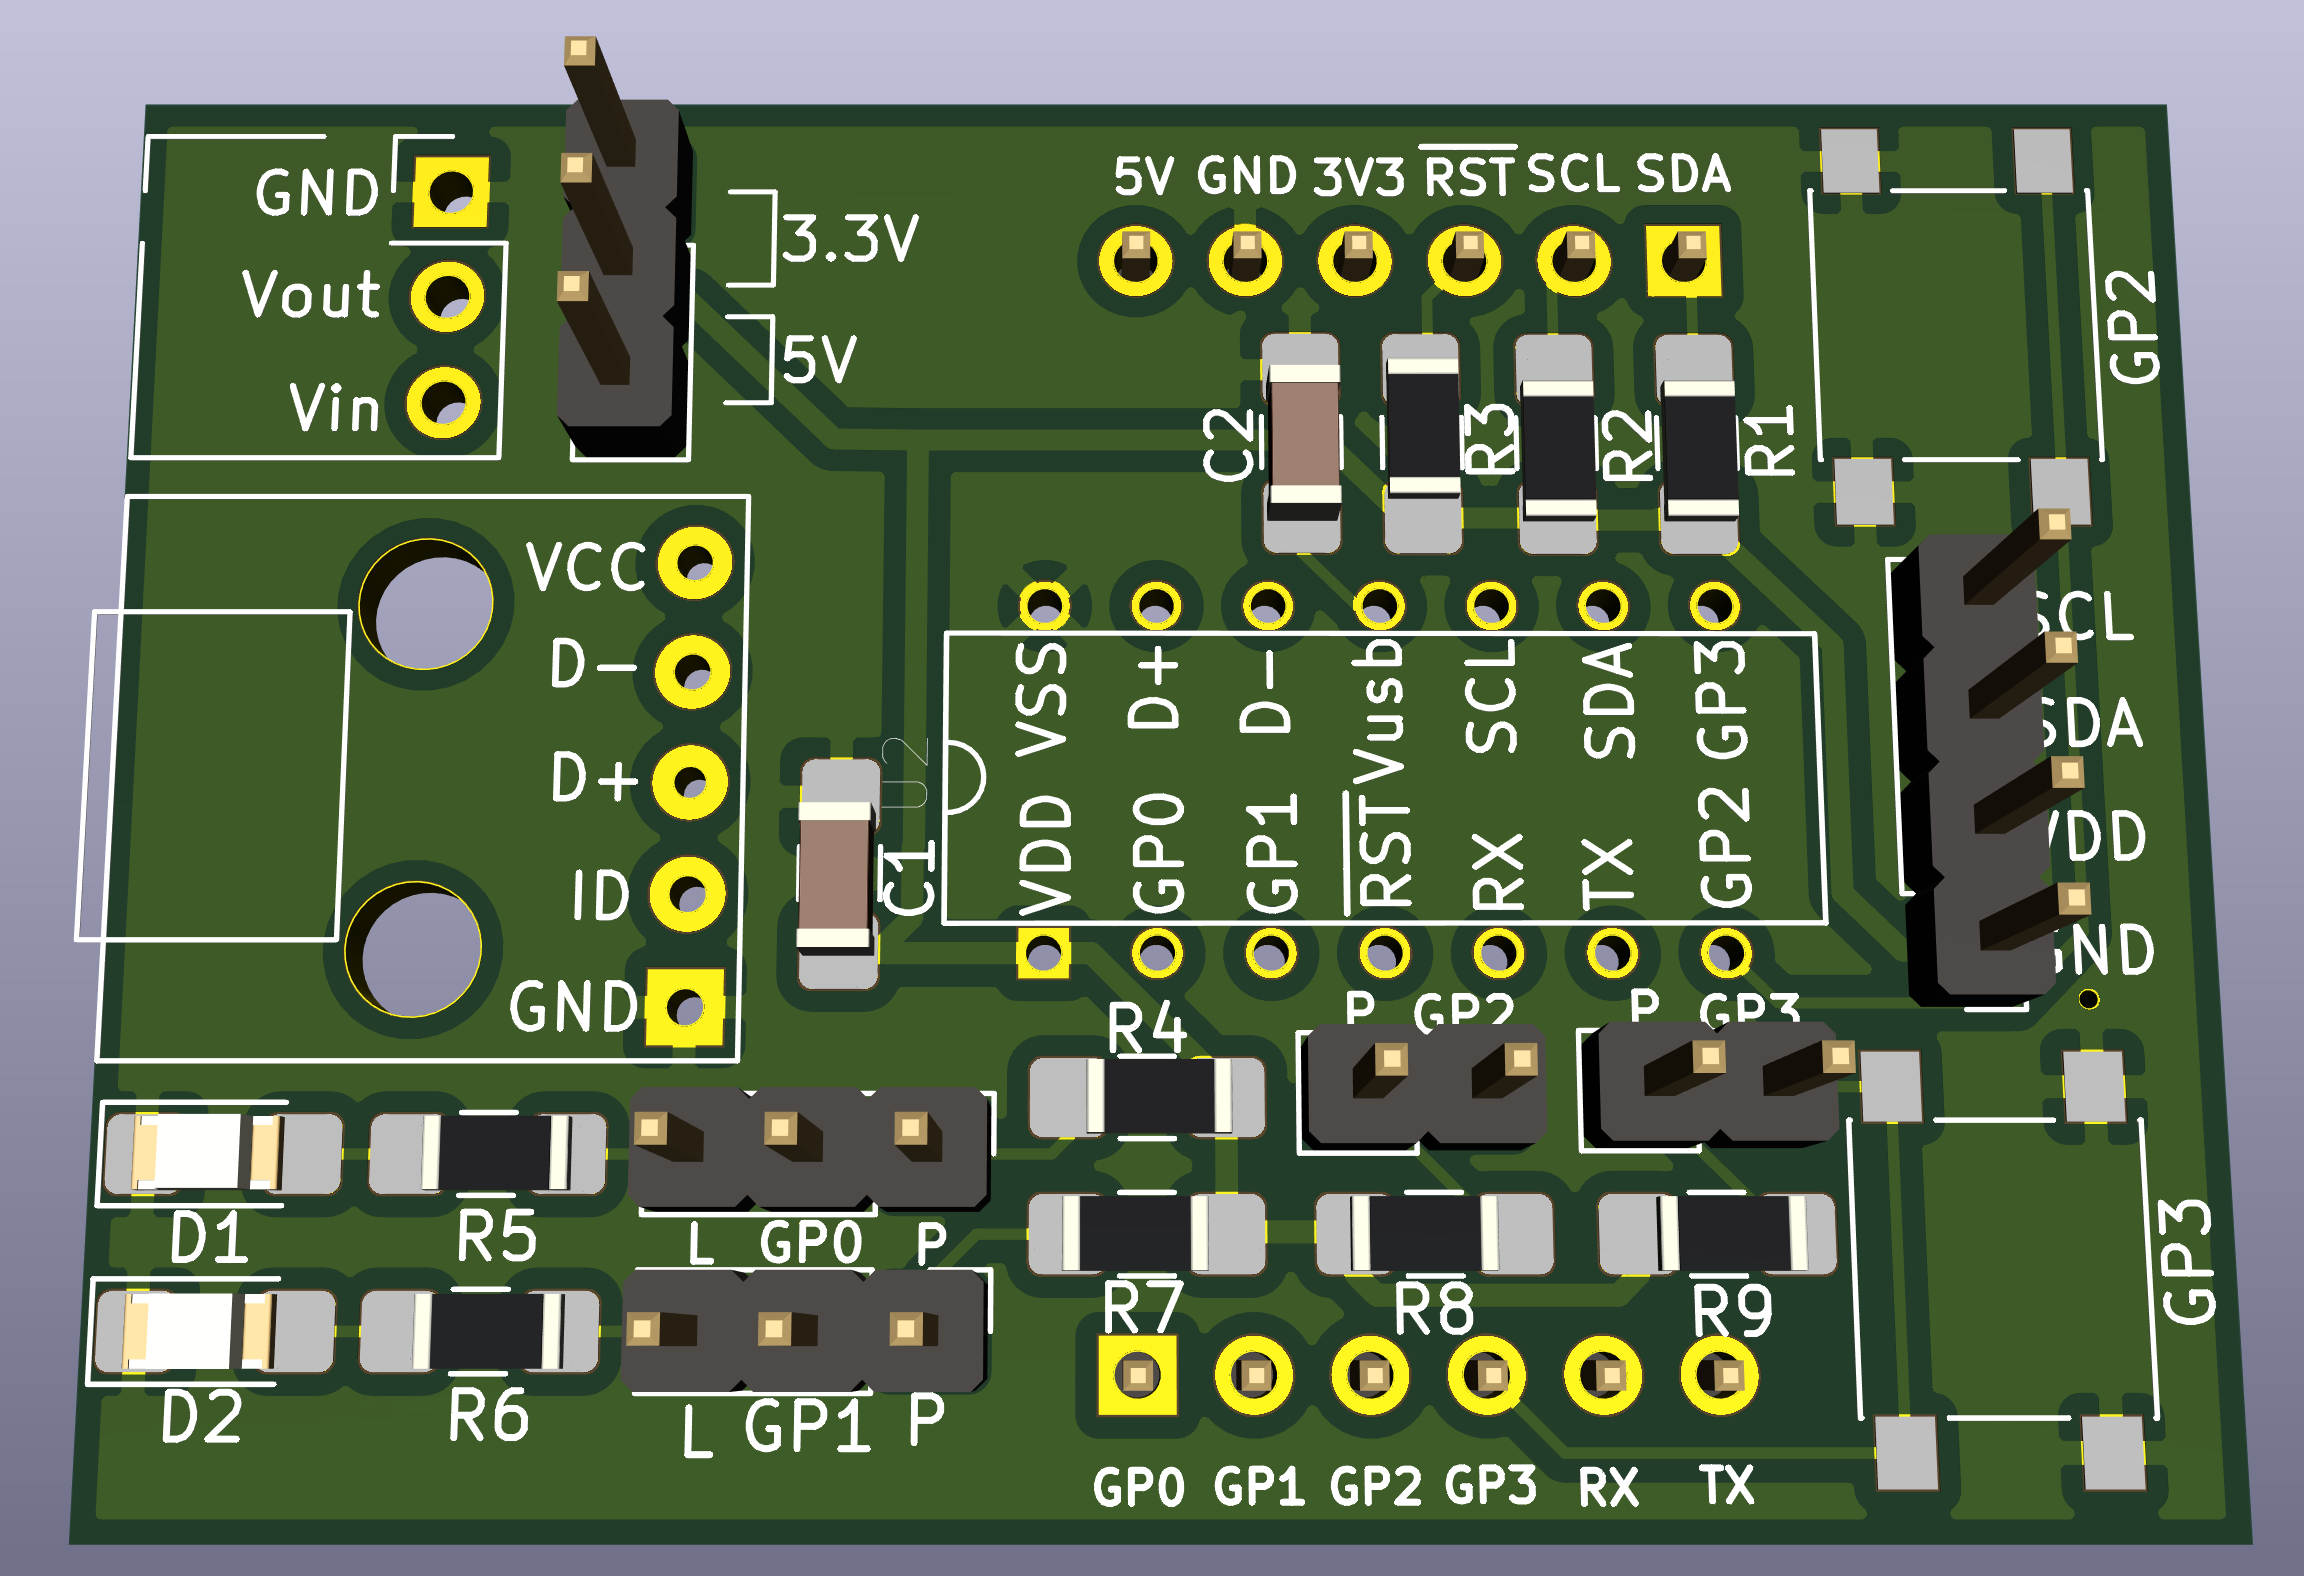 GND
Vout
Vin
3.3V
5V
5V GND 3V3 RST SCL SDA
GP2
C2 R3 R2 R1
VCC
D-
D+
ID
GND
U2
C1
VSS D+ D- Vusb SCL SDA GP3
VDD GP0 GP1 RST RX TX GP2
SCL
SDA
VDD
GND
R4
P GP2
P GP3
D1 R5
L GP0 P
R7 R8 R9
GP3
D2 R6
L GP1 P
GP0 GP1 GP2 GP3 RX TX